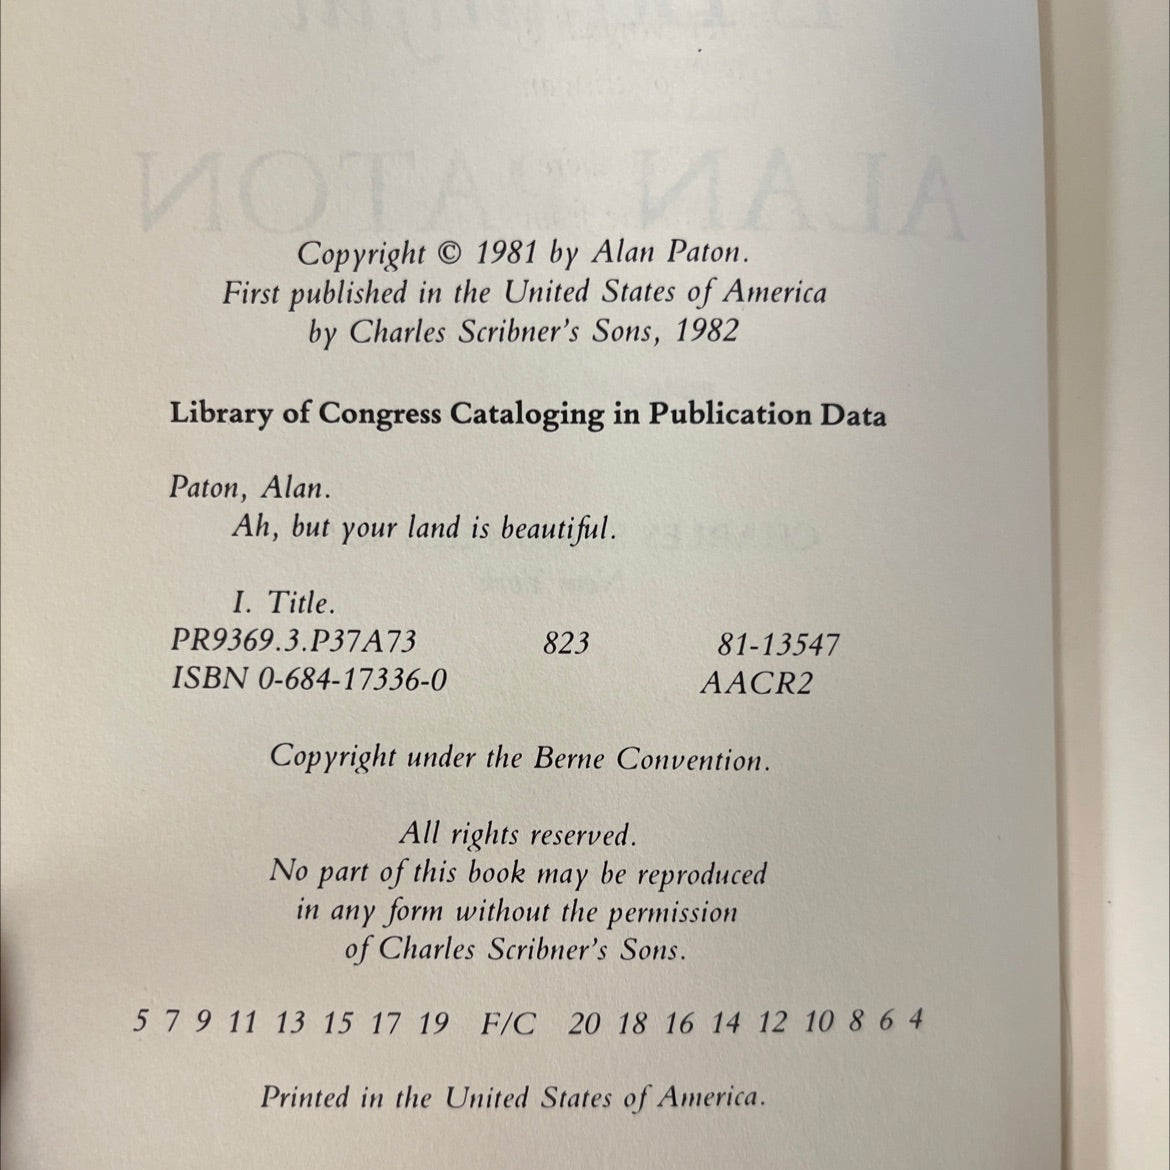 ALAN PATON
Copyright © 1981 by Alan Paton.
First published in the United States of America
by Charles Scribner's Sons, 1982
Library of Congress Cataloging in Publication Data
Paton, Alan.
Ah, but your land is beautiful.
I. Title.
PR9369.3.P37A73 823 81-13547
ISBN 0-684-17336-0 AACR2
Copyright under the Berne Convention.
All rights reserved.
No part of this book may be reproduced
in any form without the permission
of Charles Scribner's Sons.
5 7 9 11 13 15 17 19 F/C 20 18 16 14 12 10 8 6 4
Printed in the United States of America.